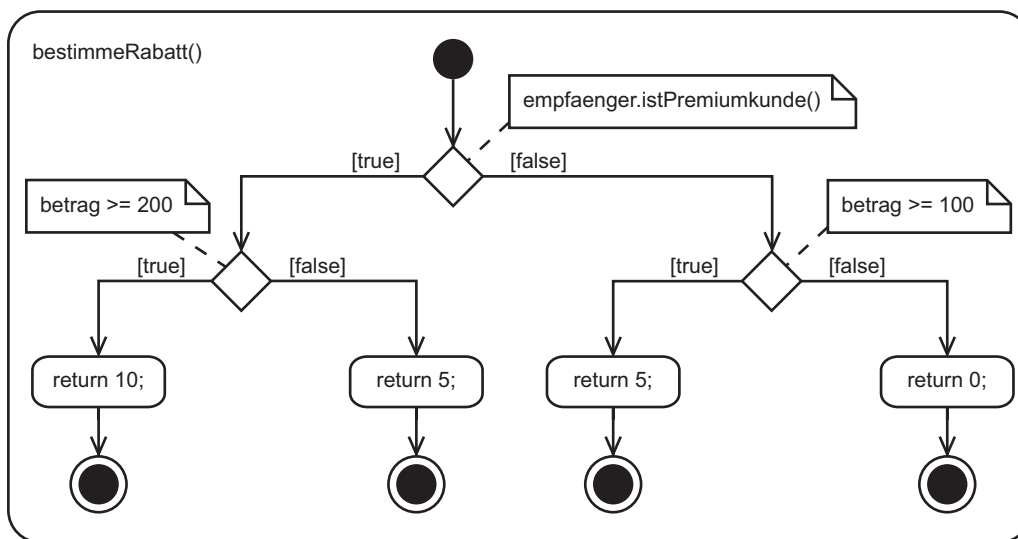 bestimmeRabatt()
empfaenger.istPremiumkunde()
[true]
[false]
betrag >= 200
betrag >= 100
[true]
[false]
[true]
[false]
return 10;
return 5;
return 5;
return 0;